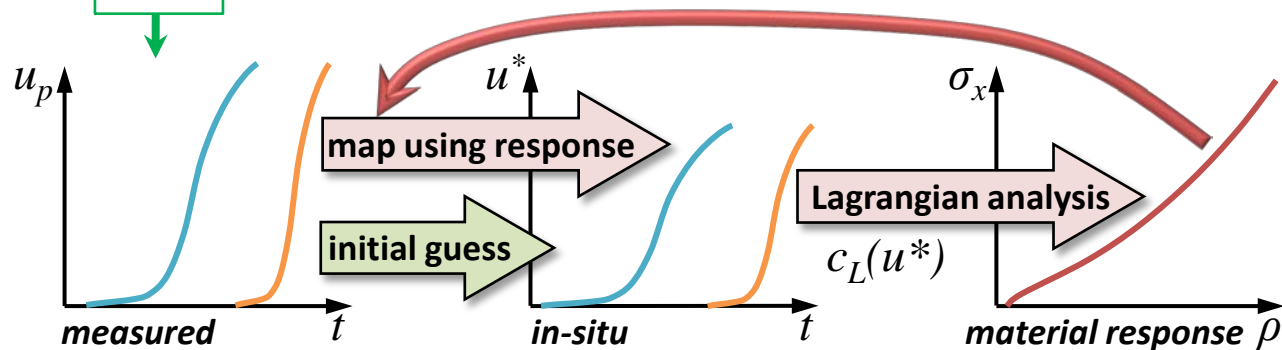 u_p
u^*
σ_x
map using response
Lagrangian analysis
initial guess
c_L(u^*)
measured
t
in-situ
t
material response
ρ